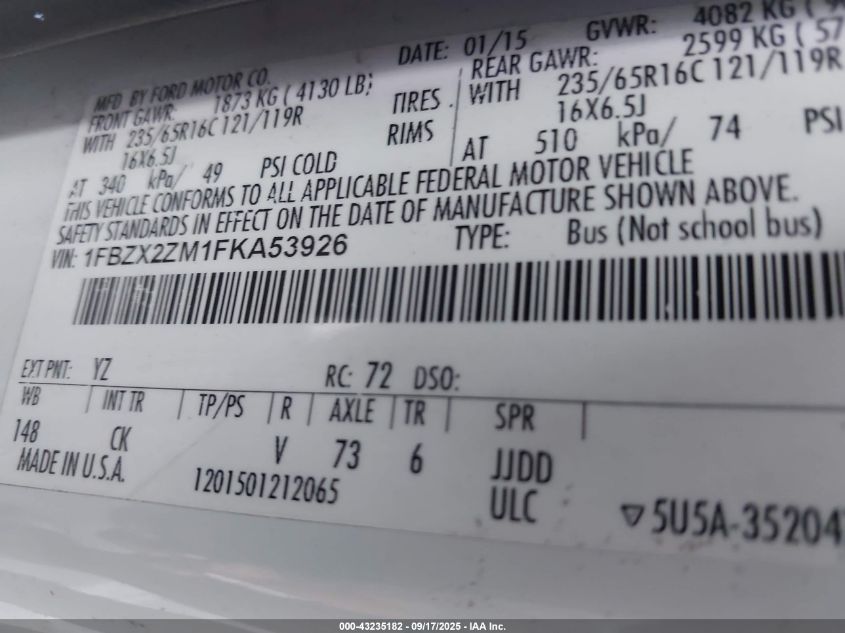 MFD BY FORD MOTOR CO. DATE: 01/15 GVWR: 4082 KG
FRONT GAWR: 1873 KG ( 4130 LB) REAR GAWR: 2599 KG ( 57
WITH 235/65R16C 121/119R TIRES WITH 235/65R16C 121/119R
16X6.5J RIMS 16X6.5J
AT 340 kPa/ 49 PSI COLD AT 510 kPa/ 74 PSI
THIS VEHICLE CONFORMS TO ALL APPLICABLE FEDERAL MOTOR VEHICLE
SAFETY STANDARDS IN EFFECT ON THE DATE OF MANUFACTURE SHOWN ABOVE.
VIN: 1FBZX2ZM1FKA53926 TYPE: Bus (Not school bus)
EXT PNT: YZ RC: 72 DSO:
WB INT TR TP/PS R AXLE TR SPR
148 CK V 73 6 JJDD
MADE IN U.S.A. 1201501212065 ULC ▽5U5A-35204
000-43235182 - 09/17/2025 - IAA Inc.